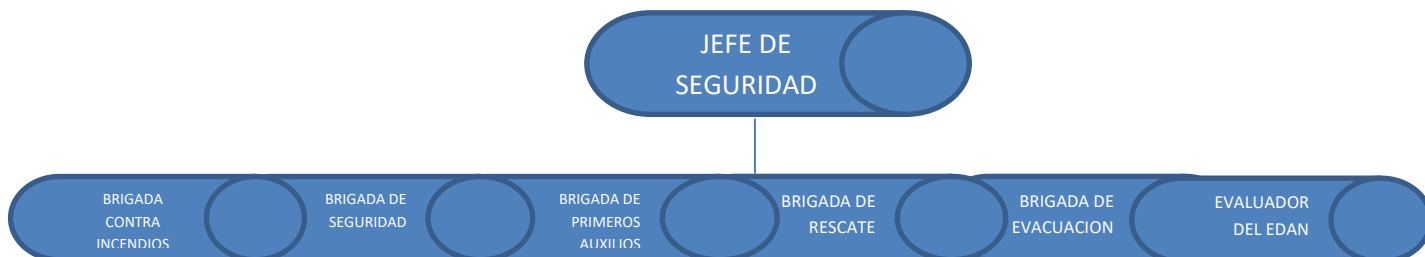 JEFE DE
SEGURIDAD
BRIGADA
CONTRA
INCENDIOS
BRIGADA DE
SEGURIDAD
BRIGADA DE
PRIMEROS
AUXILIOS
BRIGADA DE
RESCATE
BRIGADA DE
EVACUACION
EVALUADOR
DEL EDAN